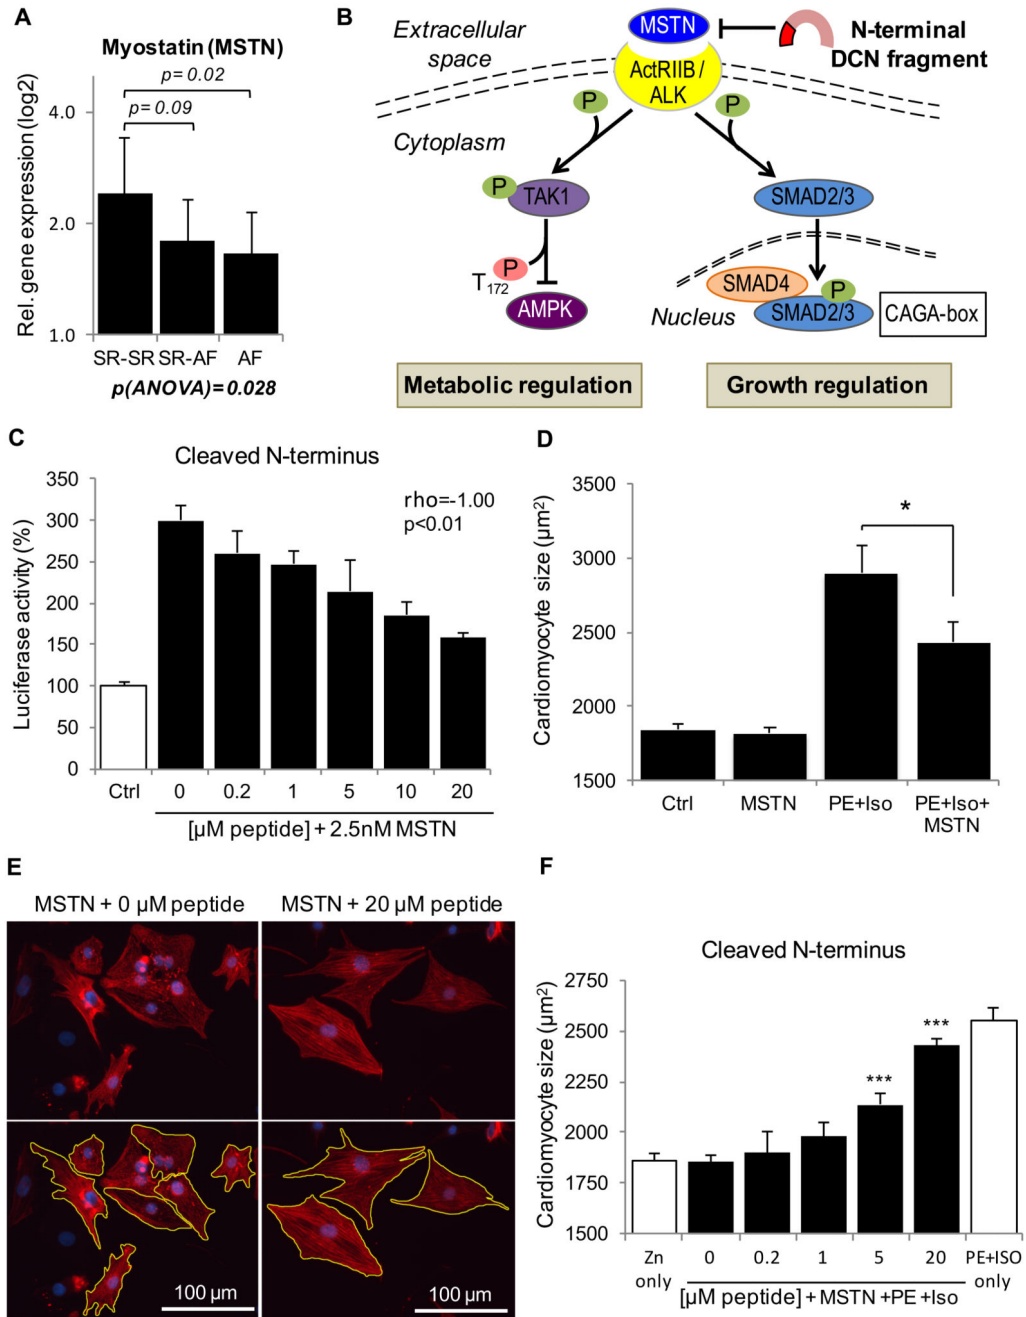 A
Myostatin (MSTN)
p= 0.02
p= 0.09
Rel. gene expression (log2)
4.0
2.0
1.0
SR-SR SR-AF AF
p(ANOVA)=0.028
B
Extracellular
space
MSTN
N-terminal
DCN fragment
ActRIIB/
ALK
P
P
Cytoplasm
P
TAK1
SMAD2/3
P
T172
AMPK
SMAD4
P
SMAD2/3
Nucleus
CAGA-box
Metabolic regulation
Growth regulation
C
Cleaved N-terminus
rho=-1.00
p<0.01
Luciferase activity (%)
350
300
250
200
150
100
50
0
Ctrl 0 0.2 1 5 10 20
[µM peptide] + 2.5nM MSTN
D
Cardiomyocyte size (µm²)
3500
3000
2500
2000
1500
*
Ctrl MSTN PE+Iso PE+Iso+
MSTN
E
MSTN + 0 µM peptide
MSTN + 20 µM peptide
100 µm
100 µm
F
Cleaved N-terminus
Cardiomyocyte size (µm²)
2750
2500
2250
2000
1750
1500
***
***
Zn 0 0.2 1 5 20 PE+ISO
only only
[µM peptide] + MSTN +PE +Iso